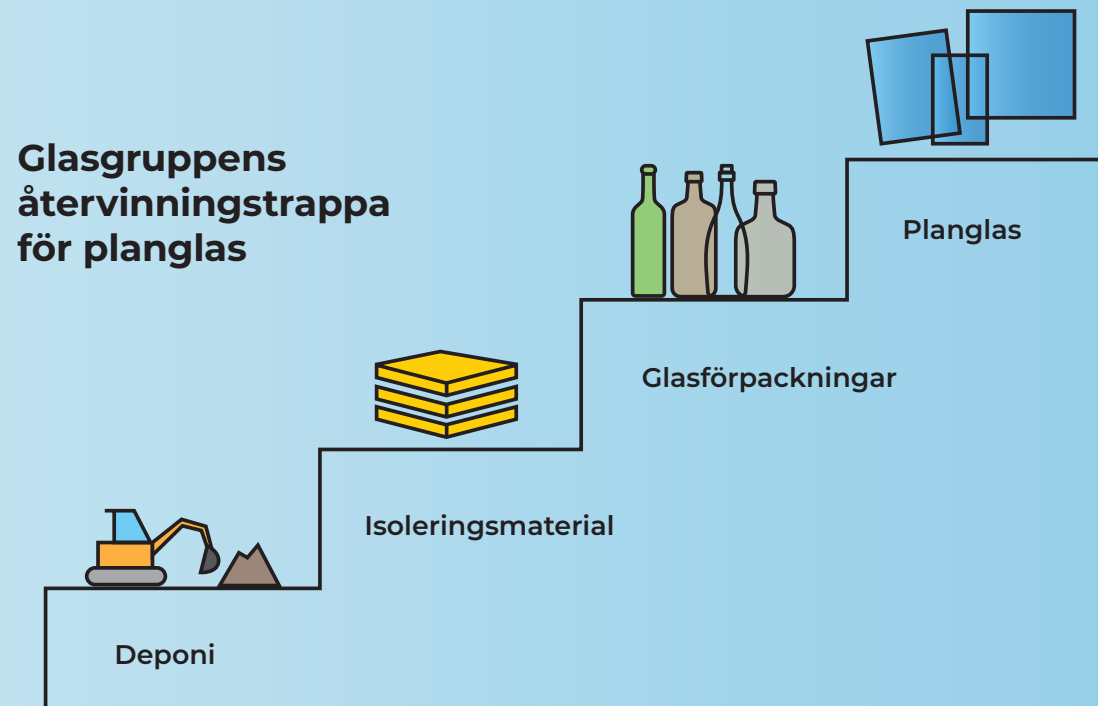 Glasgruppens
återvinningstrappa
för planglas
Planglas
Glasförpackningar
Isoleringsmaterial
Deponi